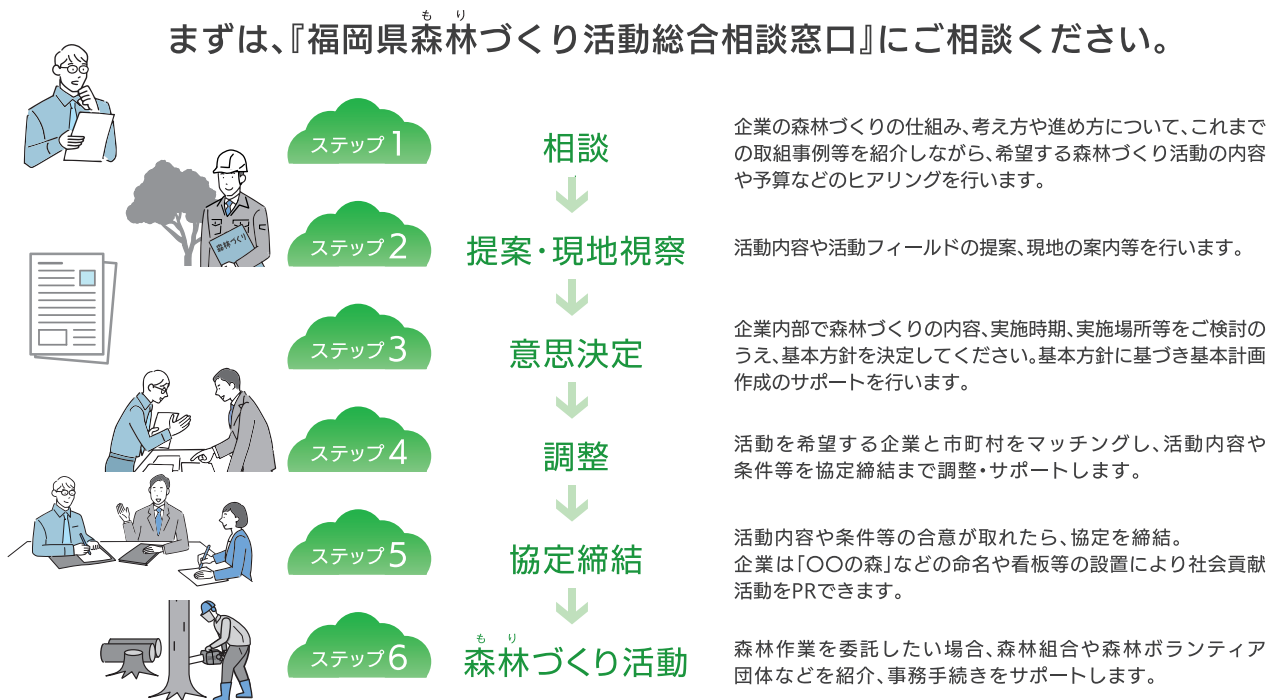 まずは、『福岡県森林づくり活動総合相談窓口』にご相談ください。
もり
ステップ1
相談
企業の森林づくりの仕組み、考え方や進め方について、これまで
の取組事例等を紹介しながら、希望する森林づくり活動の内容
や予算などのヒアリングを行います。
森林づくり
ステップ2
提案・現地視察
活動内容や活動フィールドの提案、現地の案内等を行います。
ステップ3
意思決定
企業内部で森林づくりの内容、実施時期、実施場所等をご検討の
うえ、基本方針を決定してください。基本方針に基づき基本計画
作成のサポートを行います。
ステップ4
調整
活動を希望する企業と市町村をマッチングし、活動内容や
条件等を協定締結まで調整・サポートします。
ステップ5
協定締結
活動内容や条件等の合意が取れたら、協定を締結。
企業は「〇〇の森」などの命名や看板等の設置により社会貢献
活動をPRできます。
ステップ6
もり
森林づくり活動
森林作業を委託したい場合、森林組合や森林ボランティア
団体などを紹介、事務手続きをサポートします。